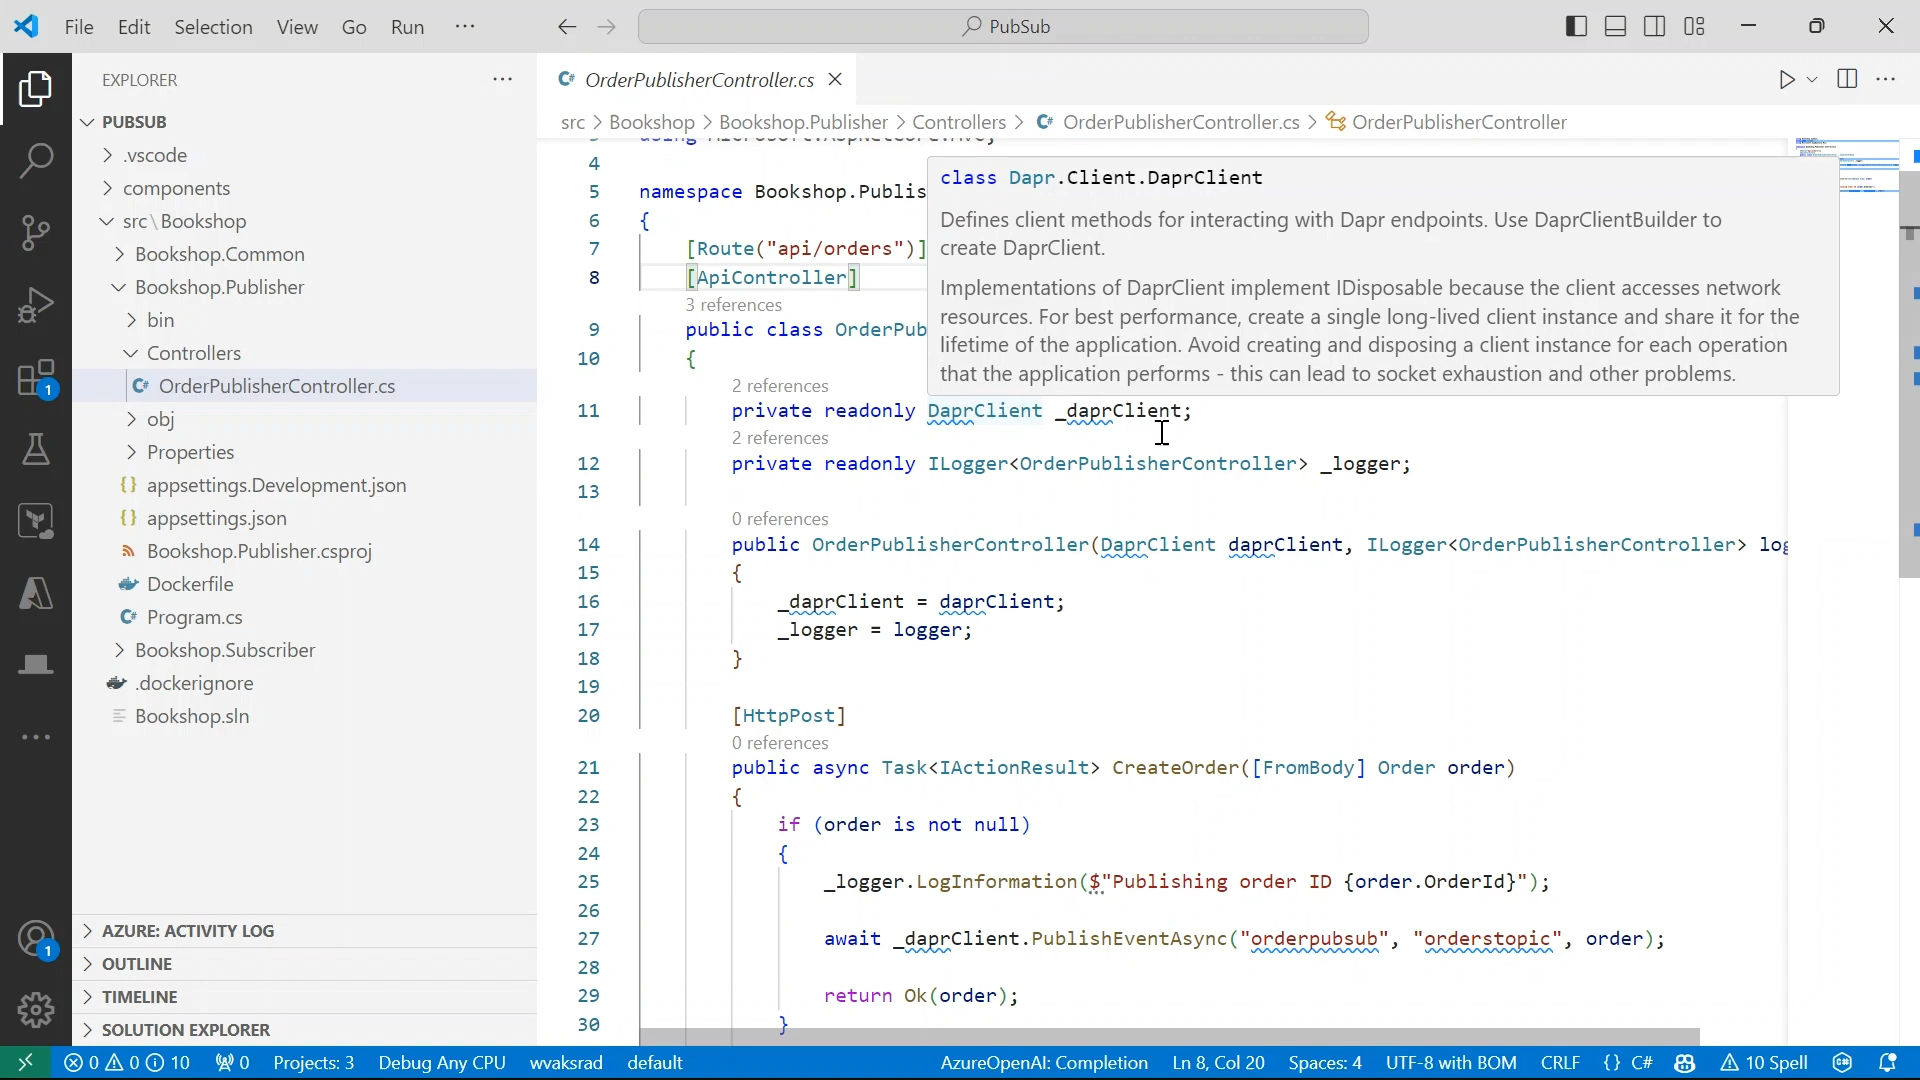 File Edit Selection View Go Run ···
PubSub
EXPLORER
PUBSUB
.vscode
components
src\Bookshop
Bookshop.Common
Bookshop.Publisher
bin
Controllers
C# OrderPublisherController.cs
obj
Properties
{} appsettings.Development.json
{} appsettings.json
Bookshop.Publisher.csproj
Dockerfile
C# Program.cs
Bookshop.Subscriber
.dockerignore
Bookshop.sln
AZURE: ACTIVITY LOG
OUTLINE
TIMELINE
SOLUTION EXPLORER
1
1
C# OrderPublisherController.cs
src > Bookshop > Bookshop.Publisher > Controllers > C# OrderPublisherController.cs > OrderPublisherController
4
5 namespace Bookshop.Publis
6 {
7 [Route("api/orders")]
8 [ApiController]
3 references
9 public class OrderPub
10 {
2 references
11 private readonly DaprClient _daprClient;
2 references
12 private readonly ILogger<OrderPublisherController> _logger;
13
0 references
14 public OrderPublisherController(DaprClient daprClient, ILogger<OrderPublisherController> log
15 {
16 _daprClient = daprClient;
17 _logger = logger;
18 }
19
20 [HttpPost]
0 references
21 public async Task<IActionResult> CreateOrder([FromBody] Order order)
22 {
23 if (order is not null)
24 {
25 _logger.LogInformation($"Publishing order ID {order.OrderId}");
26
27 await _daprClient.PublishEventAsync("orderpubsub", "orderstopic", order);
28
29 return Ok(order);
30 }
class Dapr.Client.DaprClient
Defines client methods for interacting with Dapr endpoints. Use DaprClientBuilder to
create DaprClient.
Implementations of DaprClient implement IDisposable because the client accesses network
resources. For best performance, create a single long-lived client instance and share it for the
lifetime of the application. Avoid creating and disposing a client instance for each operation
that the application performs - this can lead to socket exhaustion and other problems.
0 0 10 0 Projects: 3 Debug Any CPU wvaksrad default AzureOpenAI: Completion Ln 8, Col 20 Spaces: 4 UTF-8 with BOM CRLF {} C# 10 Spell